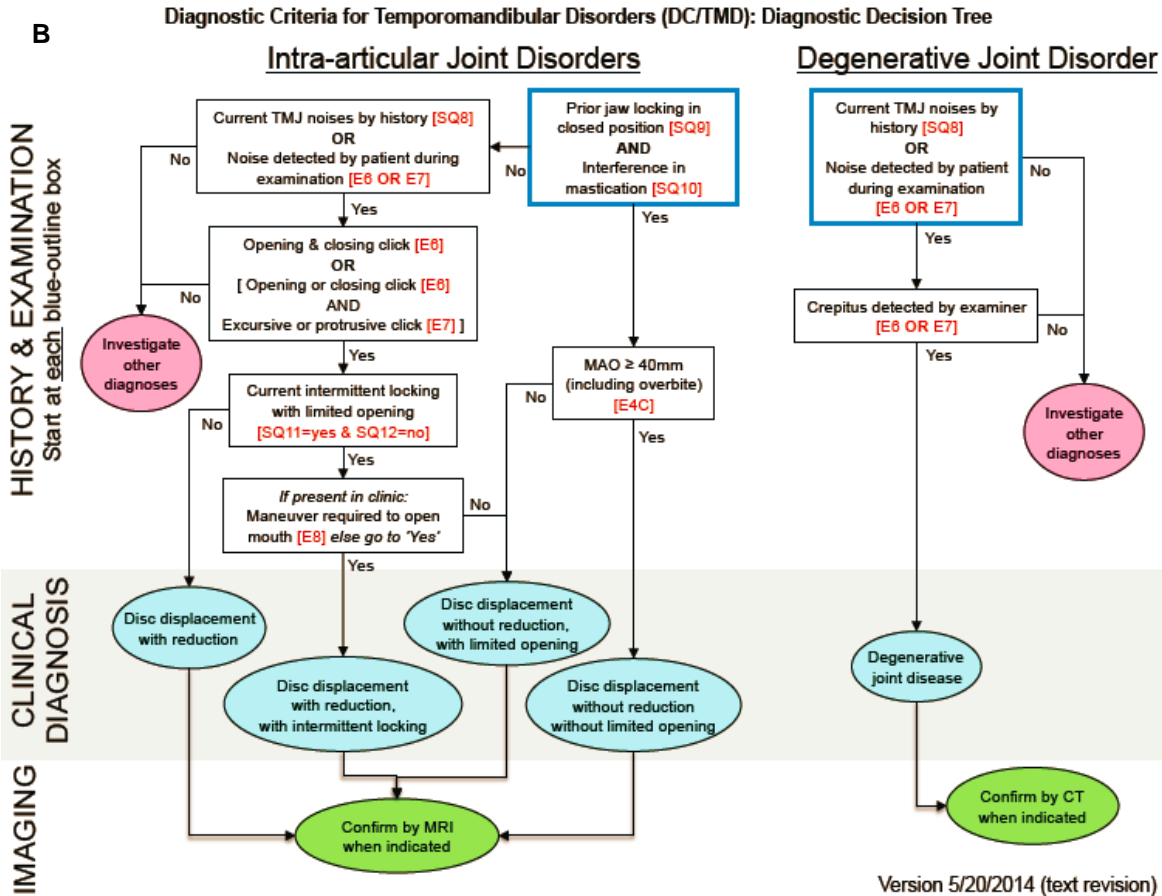 Diagnostic Criteria for Temporomandibular Disorders (DC/TMD): Diagnostic Decision Tree
B
Intra-articular Joint Disorders
Degenerative Joint Disorder
HISTORY & EXAMINATION
Start at each blue-outline box
Current TMJ noises by history [SQ8]
OR
Noise detected by patient during
examination [E6 OR E7]
No
Yes
Prior jaw locking in
closed position [SQ9]
AND
Interference in
mastication [SQ10]
No
Yes
Opening & closing click [E6]
OR
[ Opening or closing click [E6]
AND
Excursive or protrusive click [E7] ]
No
Yes
Investigate
other
diagnoses
Current intermittent locking
with limited opening
[SQ11=yes & SQ12=no]
No
Yes
MAO ≥ 40mm
(including overbite)
[E4C]
No
Yes
If present in clinic:
Maneuver required to open
mouth [E8] else go to 'Yes'
No
Yes
Current TMJ noises by
history [SQ8]
OR
Noise detected by patient
during examination
[E6 OR E7]
No
Yes
Crepitus detected by examiner
[E6 OR E7]
No
Yes
Investigate
other
diagnoses
CLINICAL
DIAGNOSIS
Disc displacement
with reduction
Disc displacement
with reduction,
with intermittent locking
Disc displacement
without reduction,
with limited opening
Disc displacement
without reduction
without limited opening
Degenerative
joint disease
IMAGING
Confirm by MRI
when indicated
Confirm by CT
when indicated
Version 5/20/2014 (text revision)